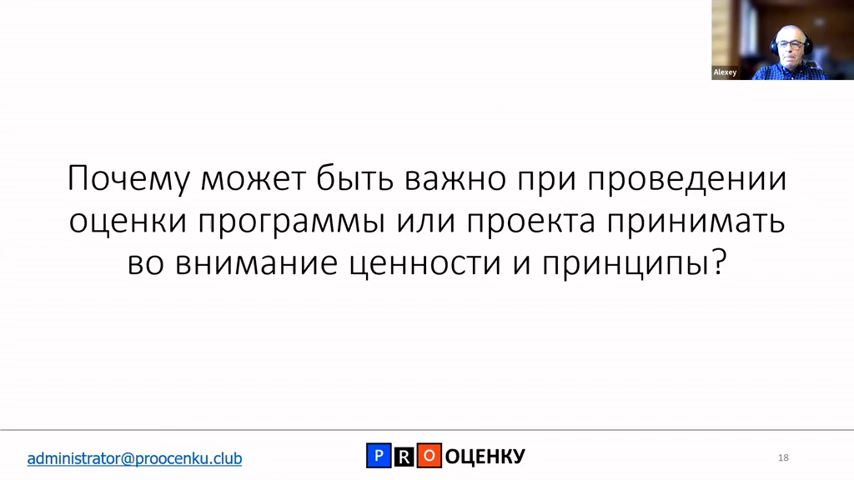 Alexey
Почему может быть важно при проведении
оценки программы или проекта принимать
во внимание ценности и принципы?
administrator@proocenku.club
PRO ОЦЕНКУ
18